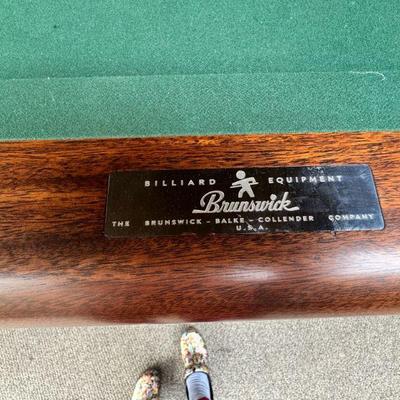 BILLIARD EQUIPMENT
Brunswick
THE BRUNSWICK - BALKE - COLLENDER COMPANY
U.S.A.